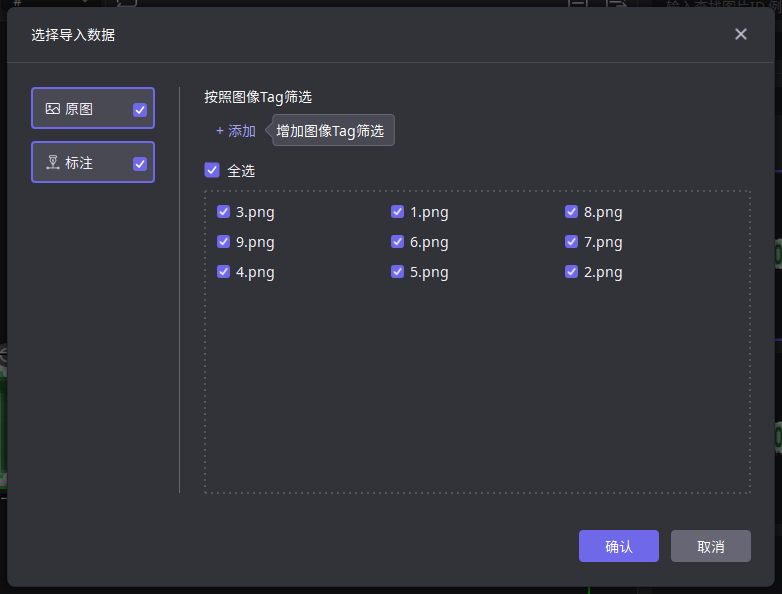 选择导入数据
原图
标注
按照图像Tag筛选
+ 添加
增加图像Tag筛选
全选
3.png 1.png 8.png
9.png 6.png 7.png
4.png 5.png 2.png
确认 取消